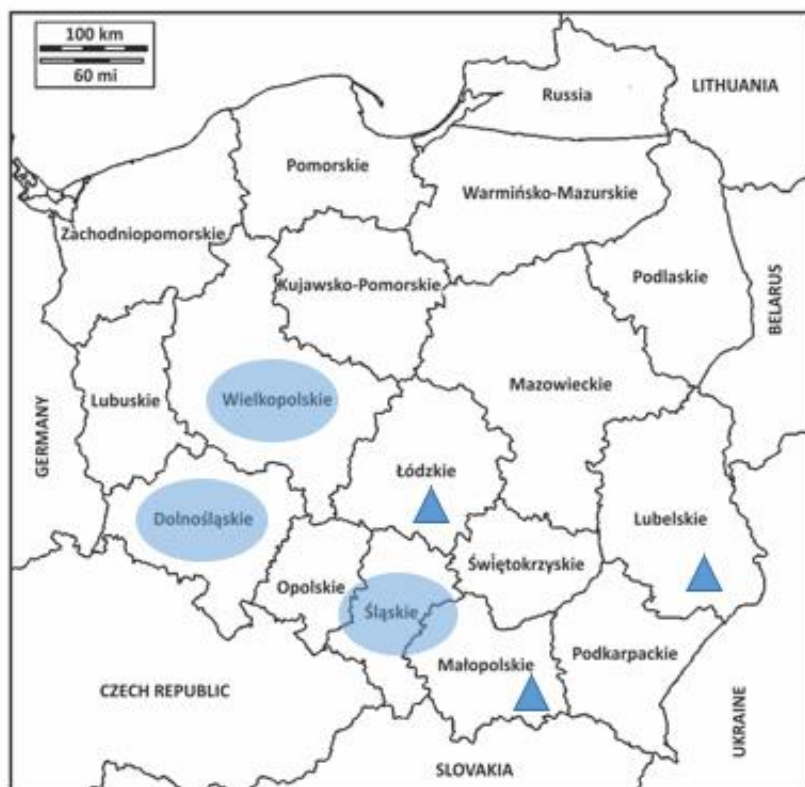 100 km
60 mi
Russia
LITHUANIA
Pomorskie
Warmińsko-Mazurskie
Zachodniopomorskie
Kujawsko-Pomorskie
Podlaskie
BELARUS
Mazowieckie
Lubuskie
Wielkopolskie
GERMANY
Łódzkie
Dolnośląskie
Lubelskie
Świętokrzyskie
Opolskie
Śląskie
Małopolskie
Podkarpackie
CZECH REPUBLIC
UKRAINE
SLOVAKIA